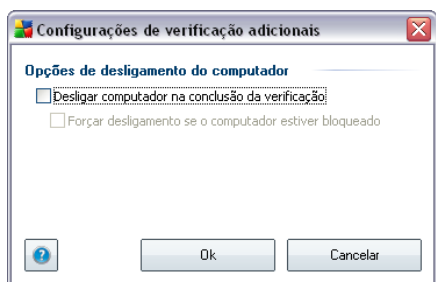 Configurações de verificação adicionais
Opções de desligamento do computador
Desligar computador na conclusão da verificação
Forçar desligamento se o computador estiver bloqueado
?
Ok
Cancelar